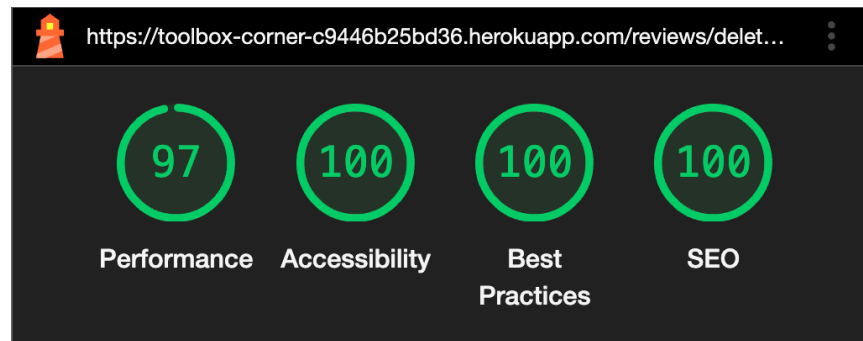 https://toolbox-corner-c9446b25bd36.herokuapp.com/reviews/delet...
97 100 100 100
Performance Accessibility Best Practices SEO